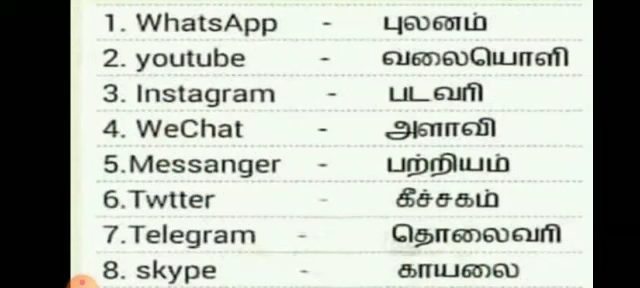 1. WhatsApp - புலனம்
2. youtube - வலையொளி
3. Instagram - படவரி
4. WeChat - அளாவி
5.Messanger - பற்றியம்
6.Twtter - கீச்சகம்
7.Telegram - தொலைவரி
8. skype - காயலை